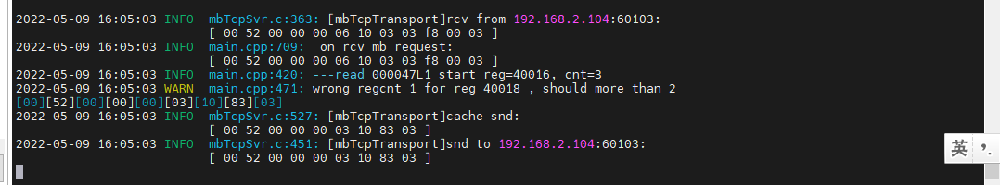 2022-05-09 16:05:03 INFO  mbTcpSvr.c:363: [mbTcpTransport]rcv from 192.168.2.104:60103:
[ 00 52 00 00 00 06 10 03 03 f8 00 03 ]
2022-05-09 16:05:03 INFO  main.cpp:709:  on rcv mb request:
[ 00 52 00 00 00 06 10 03 03 f8 00 03 ]
2022-05-09 16:05:03 INFO  main.cpp:420: ---read 000047L1 start reg=40016, cnt=3
2022-05-09 16:05:03 WARN  main.cpp:471: wrong regcnt 1 for reg 40018 , should more than 2
[00][52][00][00][00][03][10][83][03]
2022-05-09 16:05:03 INFO  mbTcpSvr.c:527: [mbTcpTransport]cache snd:
[ 00 52 00 00 00 03 10 83 03 ]
2022-05-09 16:05:03 INFO  mbTcpSvr.c:451: [mbTcpTransport]snd to 192.168.2.104:60103:
[ 00 52 00 00 00 03 10 83 03 ]
英 ’.